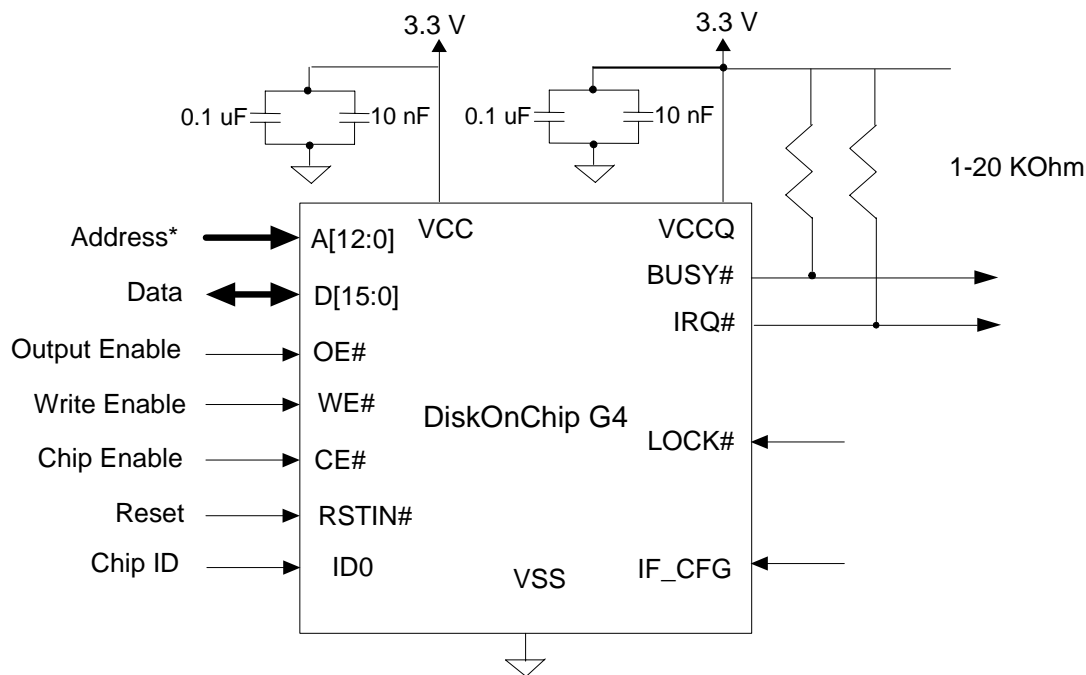 3.3 V
3.3 V
0.1 uF
10 nF
0.1 uF
10 nF
1-20 KOhm
VCC
VCCQ
Address*
A[12:0]
BUSY#
Data
D[15:0]
IRQ#
Output Enable
OE#
Write Enable
WE#
DiskOnChip G4
LOCK#
Chip Enable
CE#
Reset
RSTIN#
Chip ID
ID0
VSS
IF_CFG